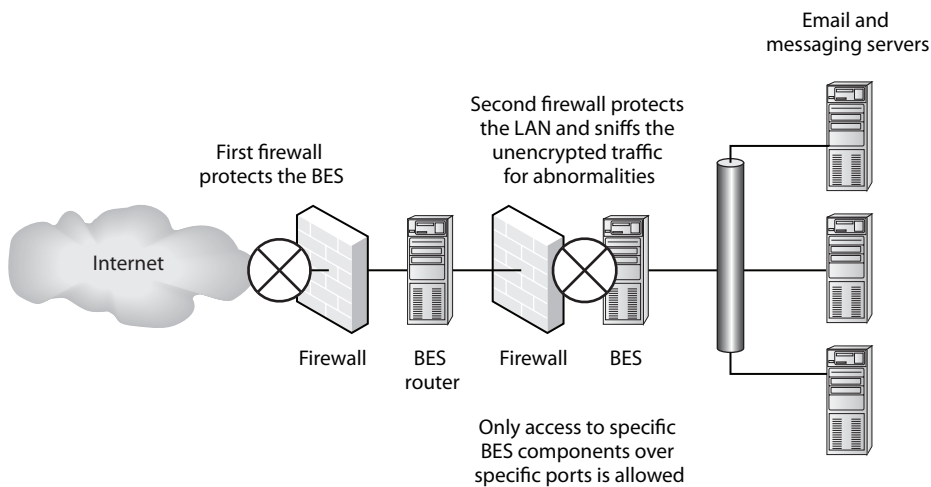 Email and
messaging servers
Second firewall protects
the LAN and sniffs the
unencrypted traffic
for abnormalities
First firewall
protects the BES
Internet
Firewall
BES
router
Firewall
BES
Only access to specific
BES components over
specific ports is allowed